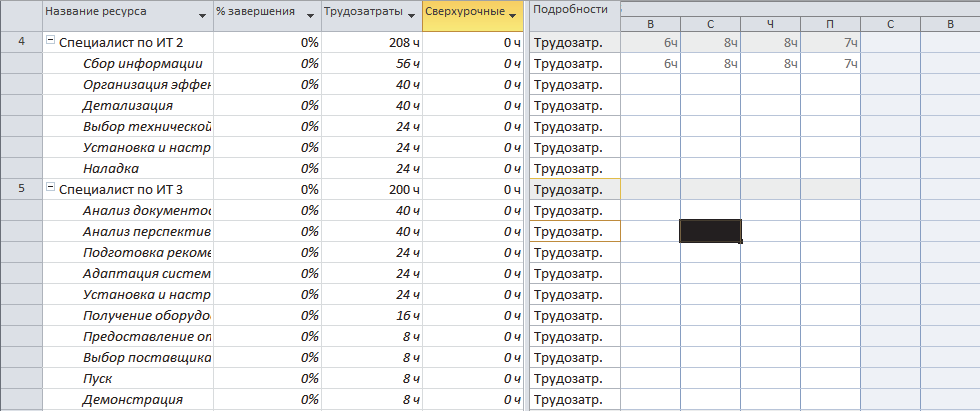 Название ресурса % завершения Трудозатраты Сверхурочные Подробности В С Ч П С В
4 Специалист по ИТ 2 0% 208 ч 0 ч Трудозатр. 6ч 8ч 8ч 7ч
Сбор информации 0% 56 ч 0 ч Трудозатр. 6ч 8ч 8ч 7ч
Организация эффен 0% 40 ч 0 ч Трудозатр.
Детализация 0% 40 ч 0 ч Трудозатр.
Выбор технической 0% 24 ч 0 ч Трудозатр.
Установка и настр 0% 24 ч 0 ч Трудозатр.
Наладка 0% 24 ч 0 ч Трудозатр.
5 Специалист по ИТ 3 0% 200 ч 0 ч Трудозатр.
Анализ документо 0% 40 ч 0 ч Трудозатр.
Анализ перспектив 0% 40 ч 0 ч Трудозатр.
Подготовка рекоме 0% 24 ч 0 ч Трудозатр.
Адаптация систем 0% 24 ч 0 ч Трудозатр.
Установка и настр 0% 24 ч 0 ч Трудозатр.
Получение оборудо 0% 16 ч 0 ч Трудозатр.
Предоставление от 0% 8 ч 0 ч Трудозатр.
Выбор поставщика 0% 8 ч 0 ч Трудозатр.
Пуск 0% 8 ч 0 ч Трудозатр.
Демонстрация 0% 8 ч 0 ч Трудозатр.